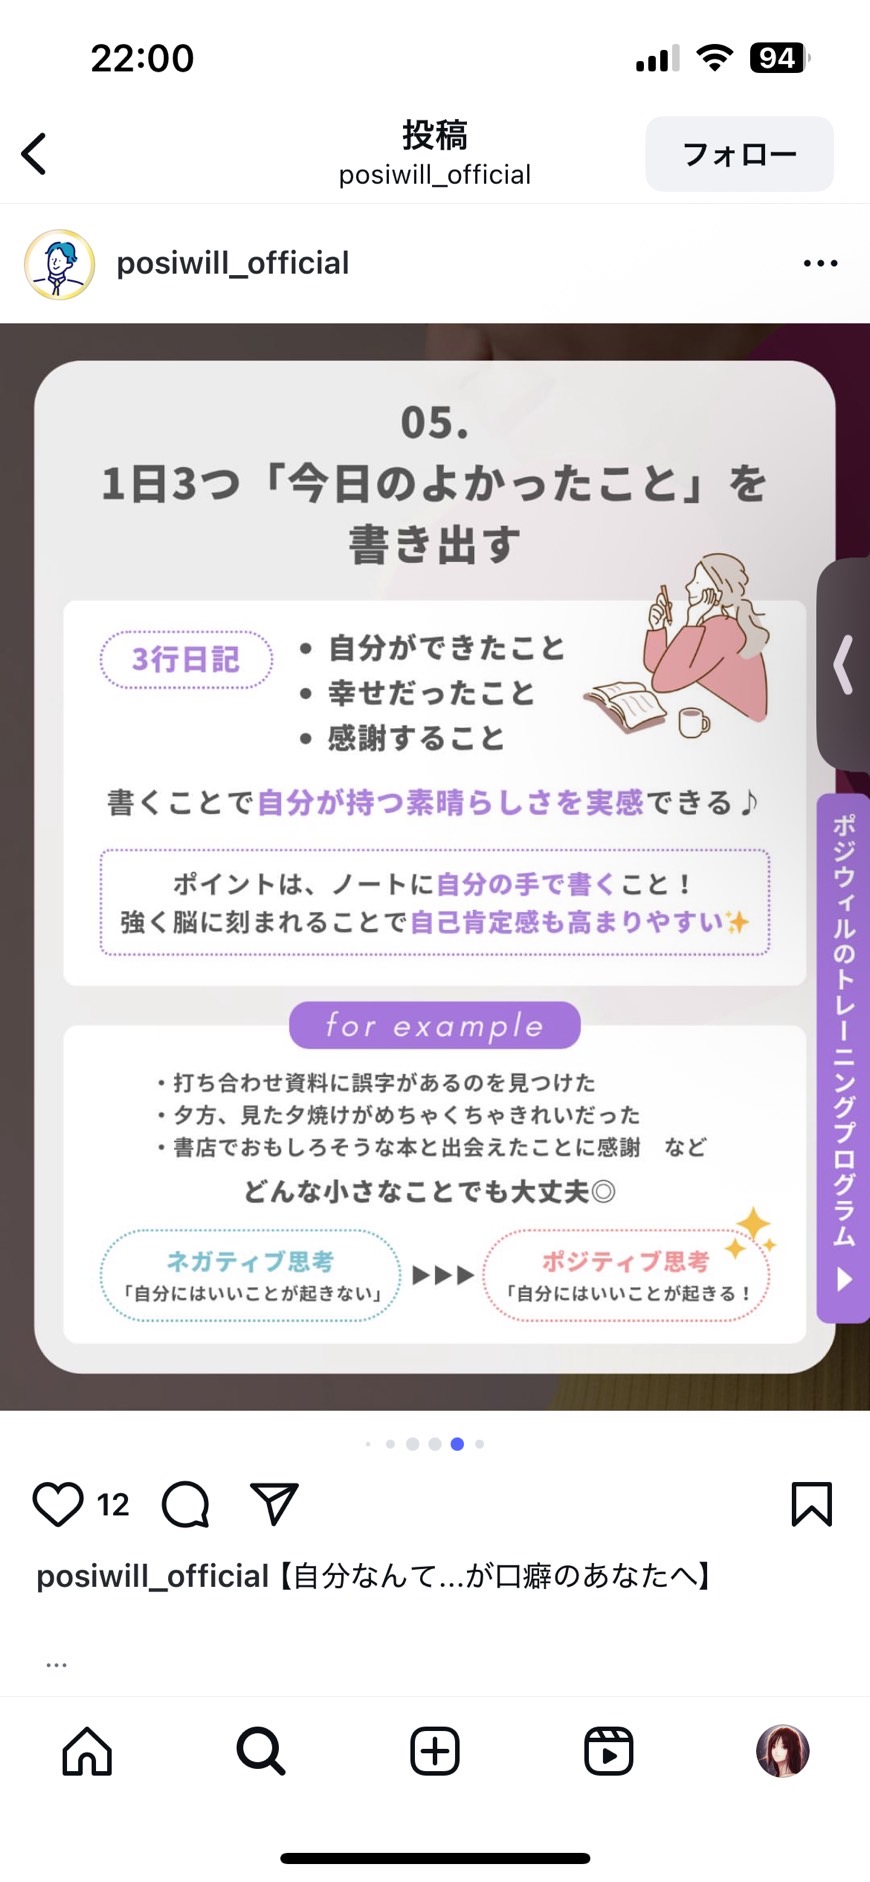 22:00
94
投稿
posiwill_official
フォロー
posiwill_official
05.
1日3つ「今日のよかったこと」を
書き出す
3行日記
• 自分ができたこと
• 幸せだったこと
• 感謝すること
書くことで自分が持つ素晴らしさを実感できる♪
ポイントは、ノートに自分の手で書くこと！
強く脳に刻まれることで自己肯定感も高まりやすい✨
for example
・打ち合わせ資料に誤字があるのを見つけた
・夕方、見た夕焼けがめちゃくちゃきれいだった
・書店でおもしろそうな本と出会えたことに感謝　など
どんな小さなことでも大丈夫◎
ネガティブ思考
「自分にはいいことが起きない」
▶▶▶
ポジティブ思考
「自分にはいいことが起きる！
ポジウィルのトレーニングプログラム ▶
12
posiwill_official【自分なんて...が口癖のあなたへ】
...